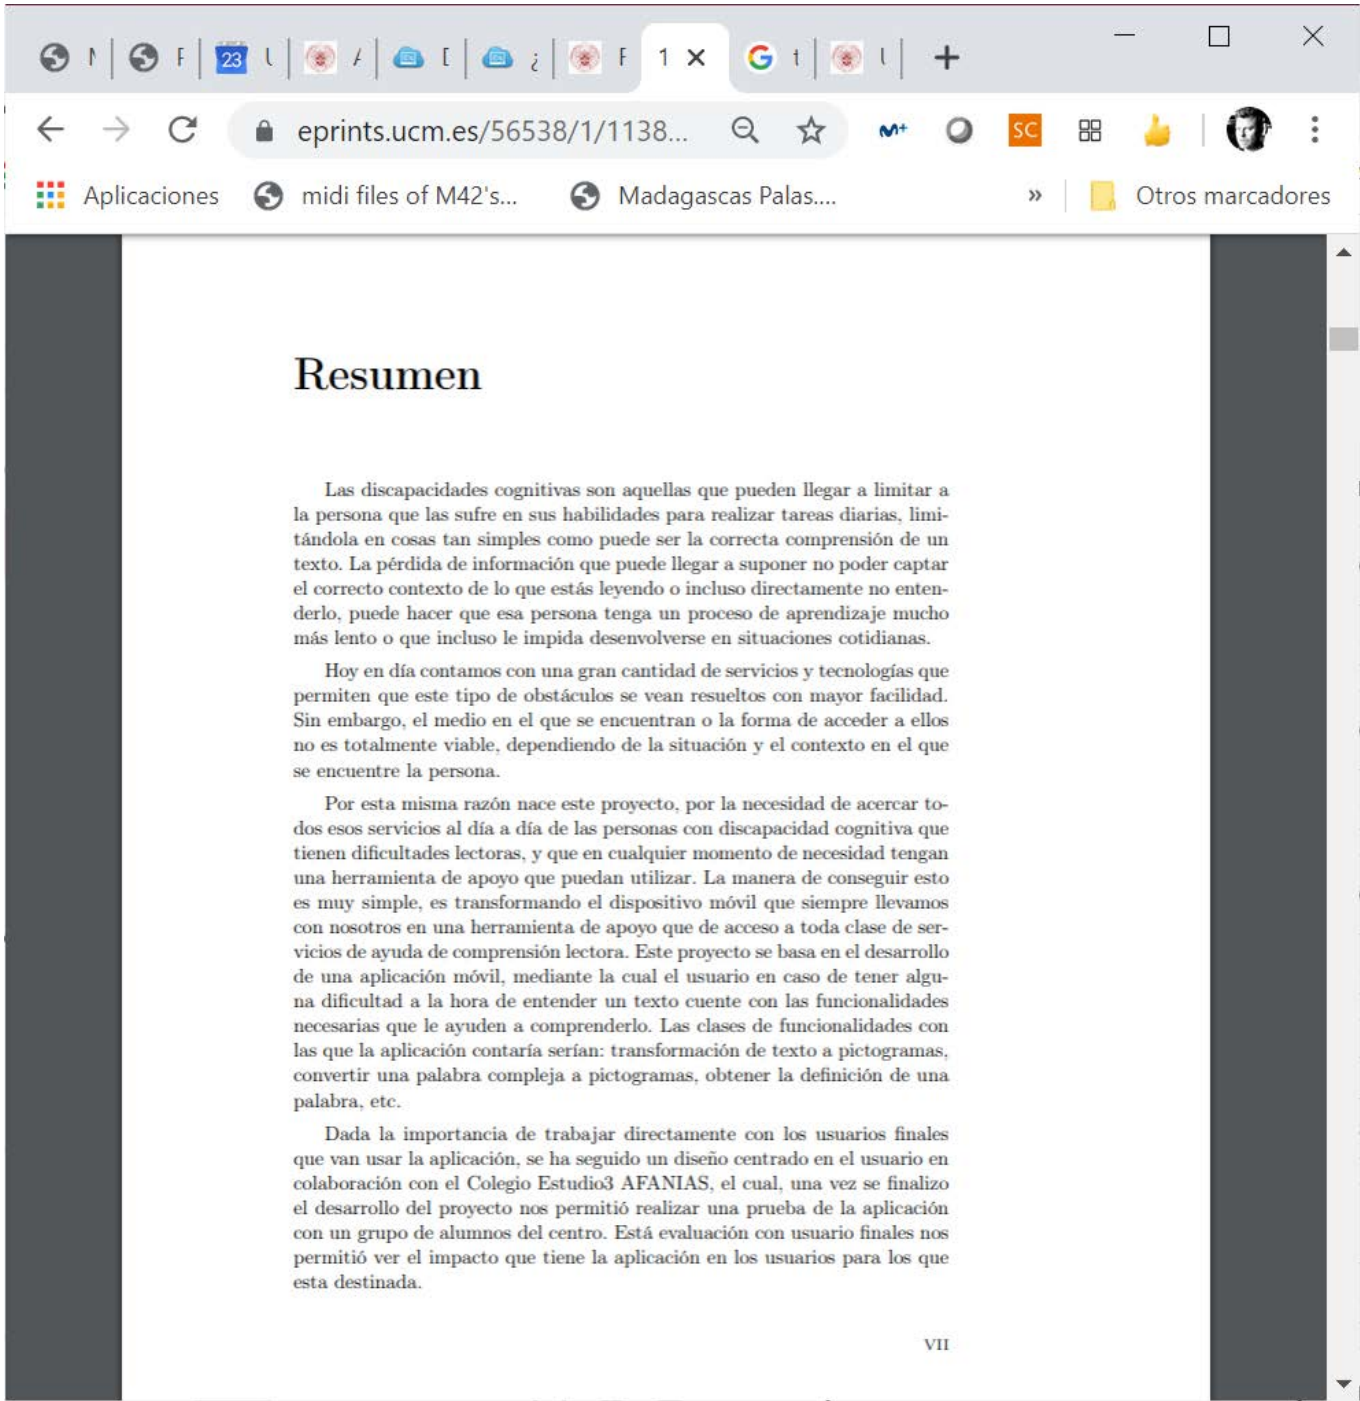 23
1
eprints.ucm.es/56538/1/1138...
M+
SC
Aplicaciones
midi files of M42's...
Madagascas Palas....
»
Otros marcadores
Resumen
Las discapacidades cognitivas son aquellas que pueden llegar a limitar a
la persona que las sufre en sus habilidades para realizar tareas diarias, limi-
tándola en cosas tan simples como puede ser la correcta comprensión de un
texto. La pérdida de información que puede llegar a suponer no poder captar
el correcto contexto de lo que estás leyendo o incluso directamente no enten-
derlo, puede hacer que esa persona tenga un proceso de aprendizaje mucho
más lento o que incluso le impida desenvolverse en situaciones cotidianas.
Hoy en día contamos con una gran cantidad de servicios y tecnologías que
permiten que este tipo de obstáculos se vean resueltos con mayor facilidad.
Sin embargo, el medio en el que se encuentran o la forma de acceder a ellos
no es totalmente viable, dependiendo de la situación y el contexto en el que
se encuentre la persona.
Por esta misma razón nace este proyecto, por la necesidad de acercar to-
dos esos servicios al día a día de las personas con discapacidad cognitiva que
tienen dificultades lectoras, y que en cualquier momento de necesidad tengan
una herramienta de apoyo que puedan utilizar. La manera de conseguir esto
es muy simple, es transformando el dispositivo móvil que siempre llevamos
con nosotros en una herramienta de apoyo que de acceso a toda clase de ser-
vicios de ayuda de comprensión lectora. Este proyecto se basa en el desarrollo
de una aplicación móvil, mediante la cual el usuario en caso de tener algu-
na dificultad a la hora de entender un texto cuente con las funcionalidades
necesarias que le ayuden a comprenderlo. Las clases de funcionalidades con
las que la aplicación contaría serían: transformación de texto a pictogramas,
convertir una palabra compleja a pictogramas, obtener la definición de una
palabra, etc.
Dada la importancia de trabajar directamente con los usuarios finales
que van usar la aplicación, se ha seguido un diseño centrado en el usuario en
colaboración con el Colegio Estudio3 AFANIAS, el cual, una vez se finalizo
el desarrollo del proyecto nos permitió realizar una prueba de la aplicación
con un grupo de alumnos del centro. Está evaluación con usuario finales nos
permitió ver el impacto que tiene la aplicación en los usuarios para los que
esta destinada.
VII